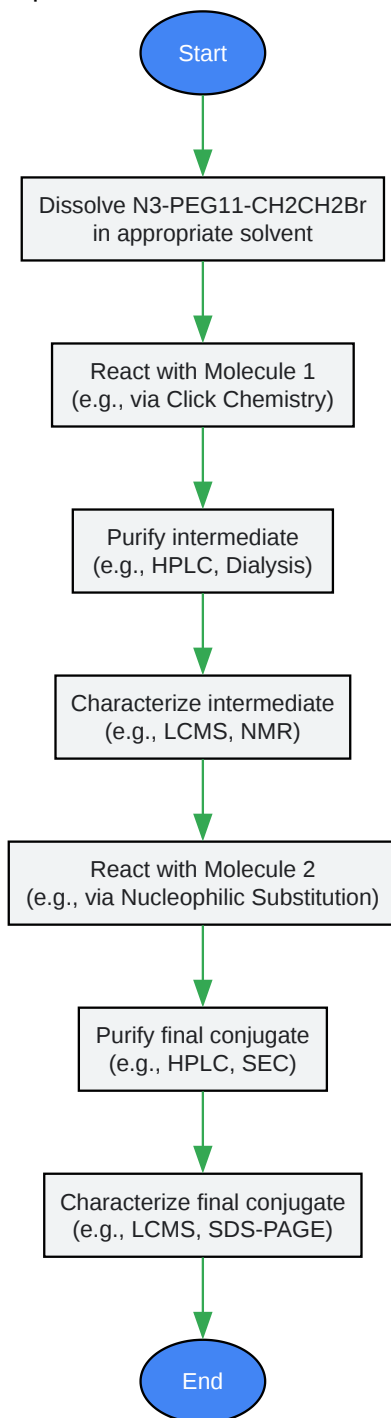 Start
Dissolve N3-PEG11-CH2CH2Br
in appropriate solvent
React with Molecule 1
(e.g., via Click Chemistry)
Purify intermediate
(e.g., HPLC, Dialysis)
Characterize intermediate
(e.g., LCMS, NMR)
React with Molecule 2
(e.g., via Nucleophilic Substitution)
Purify final conjugate
(e.g., HPLC, SEC)
Characterize final conjugate
(e.g., LCMS, SDS-PAGE)
End